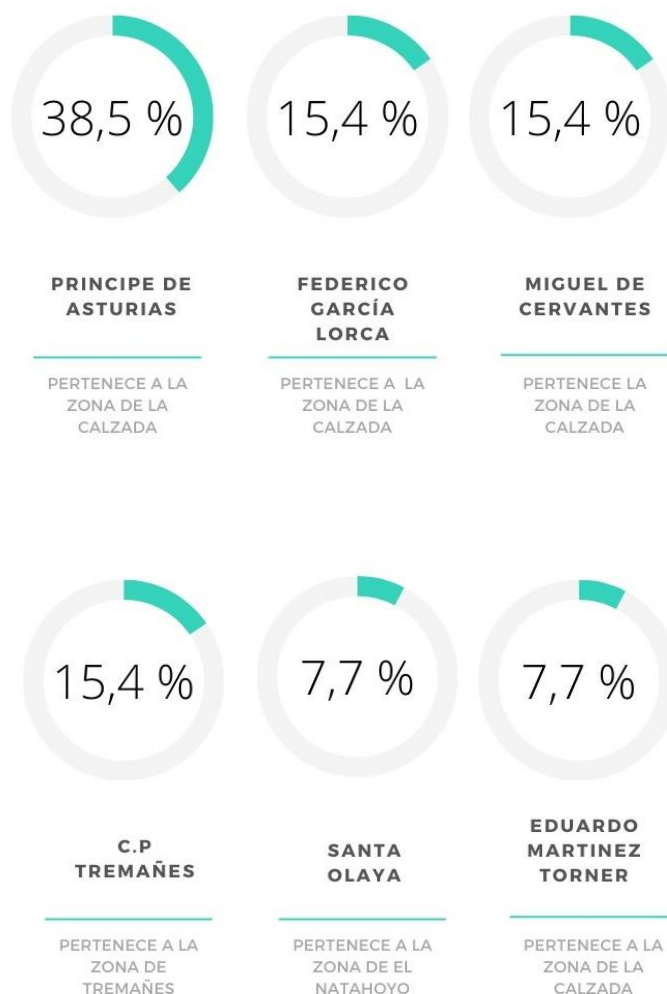 38,5 %
PRINCIPE DE
ASTURIAS
PERTENECE A LA
ZONA DE LA
CALZADA
15,4 %
FEDERICO
GARCÍA
LORCA
PERTENECE A LA
ZONA DE LA
CALZADA
15,4 %
MIGUEL DE
CERVANTES
PERTENECE LA
ZONA DE LA
CALZADA
15,4 %
C.P
TREMAÑES
PERTENECE A LA
ZONA DE
TREMAÑES
7,7 %
SANTA
OLAYA
PERTENECE A LA
ZONA DE EL
NATAHOYO
7,7 %
EDUARDO
MARTINEZ
TORNER
PERTENECE A LA
ZONA DE LA
CALZADA